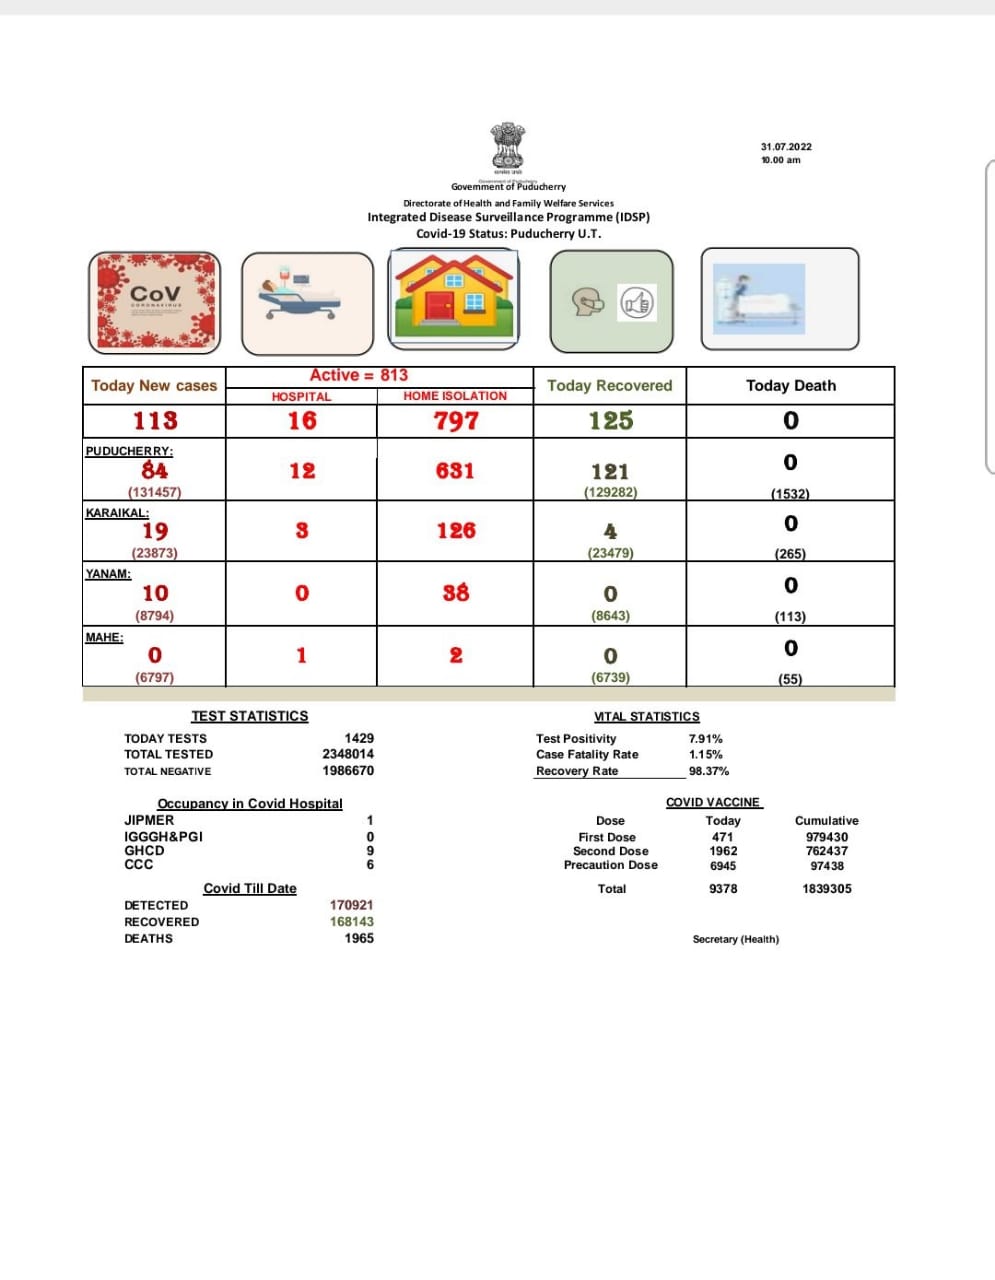 31.07.2022
10.00 am
Government of Puducherry
Directorate of Health and Family Welfare Services
Integrated Disease Surveillance Programme (IDSP)
Covid-19 Status: Puducherry U.T.
CoV
CORONAVIRUS
Today New cases
Active = 813
HOSPITAL
HOME ISOLATION
Today Recovered
Today Death
113 16 797 125 0
PUDUCHERRY:
84 12 631 121 0
(131457) (129282) (1532)
KARAIKAL:
19 3 126 4 0
(23873) (23479) (265)
YANAM:
10 0 38 0 0
(8794) (8643) (113)
MAHE:
0 1 2 0 0
(6797) (6739) (55)
TEST STATISTICS
TODAY TESTS 1429
TOTAL TESTED 2348014
TOTAL NEGATIVE 1986670
VITAL STATISTICS
Test Positivity 7.91%
Case Fatality Rate 1.15%
Recovery Rate 98.37%
Occupancy in Covid Hospital
JIPMER 1
IGGGH&PGI 0
GHCD 9
CCC 6
COVID VACCINE
Dose Today Cumulative
First Dose 471 979430
Second Dose 1962 762437
Precaution Dose 6945 97438
Total 9378 1839305
Covid Till Date
DETECTED 170921
RECOVERED 168143
DEATHS 1965
Secretary (Health)